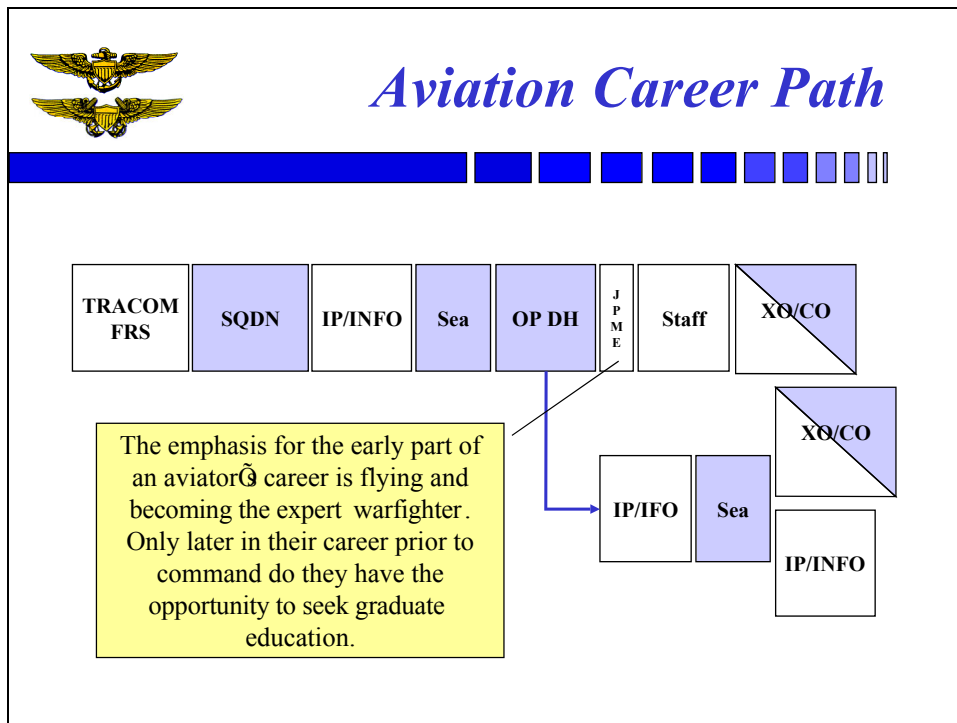 Aviation Career Path
TRACOM
FRS
SQDN
IP/INFO
Sea
OP DH
J
P
M
E
Staff
XO/CO
XO/CO
The emphasis for the early part of
an aviatorÕs career is flying and
becoming the expert warfighter.
Only later in their career prior to
command do they have the
opportunity to seek graduate
education.
IP/IFO
Sea
IP/INFO